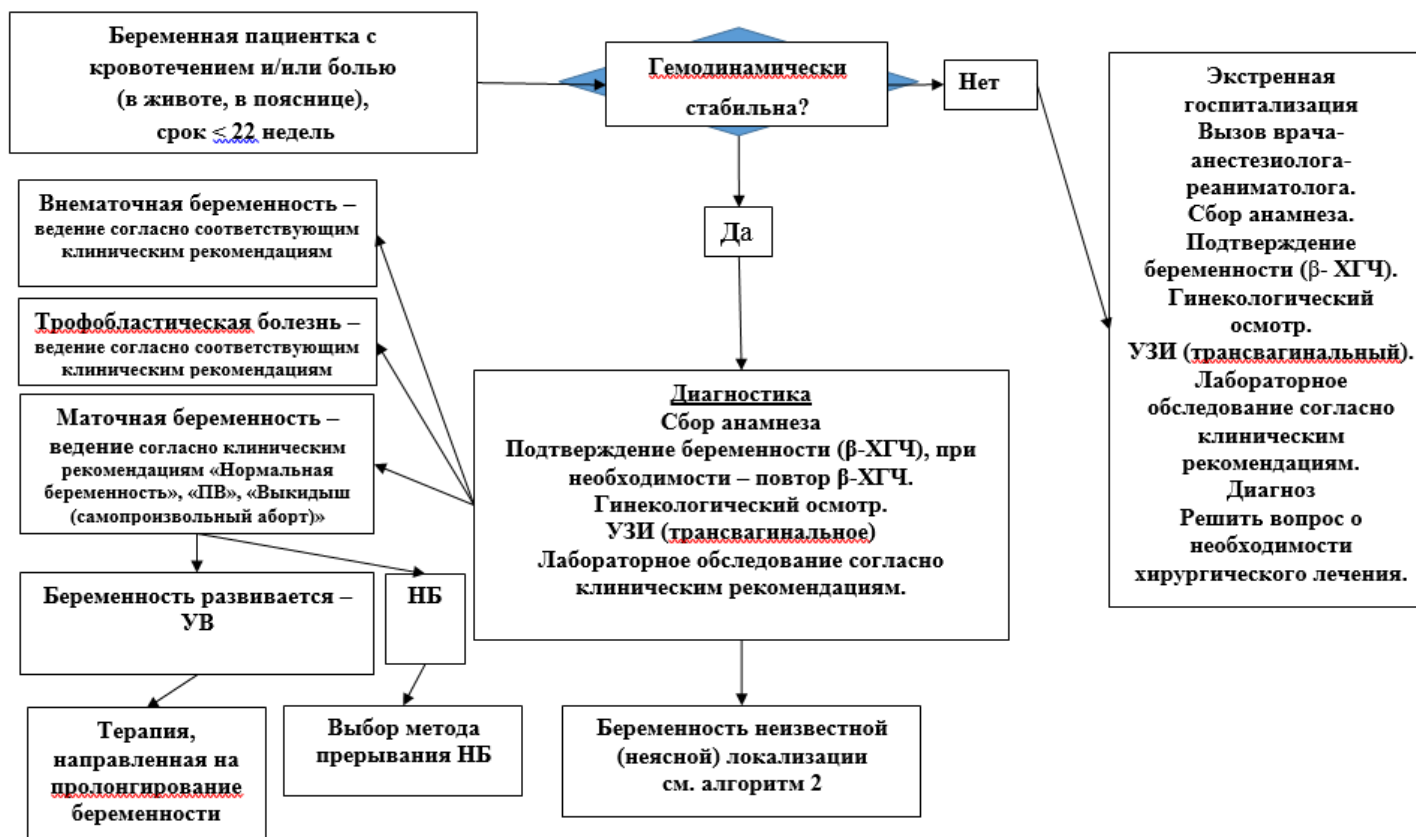 Беременная пациентка с
кровотечением и/или болью
(в животе, в пояснице),
срок < 22 недель
Гемодинамически
стабильна?
Нет
Экстренная
госпитализация
Вызов врача-
анестезиолога-
реаниматолога.
Сбор анамнеза.
Подтверждение
беременности (β- ХГЧ).
Гинекологический
осмотр.
УЗИ (трансвагинальный).
Лабораторное
обследование согласно
клиническим
рекомендациям.
Диагноз
Решить вопрос о
необходимости
хирургического лечения.
Да
Внематочная беременность –
ведение согласно соответствующим
клиническим рекомендациям
Трофобластическая болезнь –
ведение согласно соответствующим
клиническим рекомендациям
Маточная беременность –
ведение согласно клиническим
рекомендациям «Нормальная
беременность», «ПВ», «Выкидыш
(самопроизвольный аборт)»
Диагностика
Сбор анамнеза
Подтверждение беременности (β-ХГЧ), при
необходимости – повтор β-ХГЧ.
Гинекологический осмотр.
УЗИ (трансвагинальное)
Лабораторное обследование согласно
клиническим рекомендациям.
Беременность развивается –
УВ
НБ
Терапия,
направленная на
пролонгирование
беременности
Выбор метода
прерывания НБ
Беременность неизвестной
(неясной) локализации
см. алгоритм 2